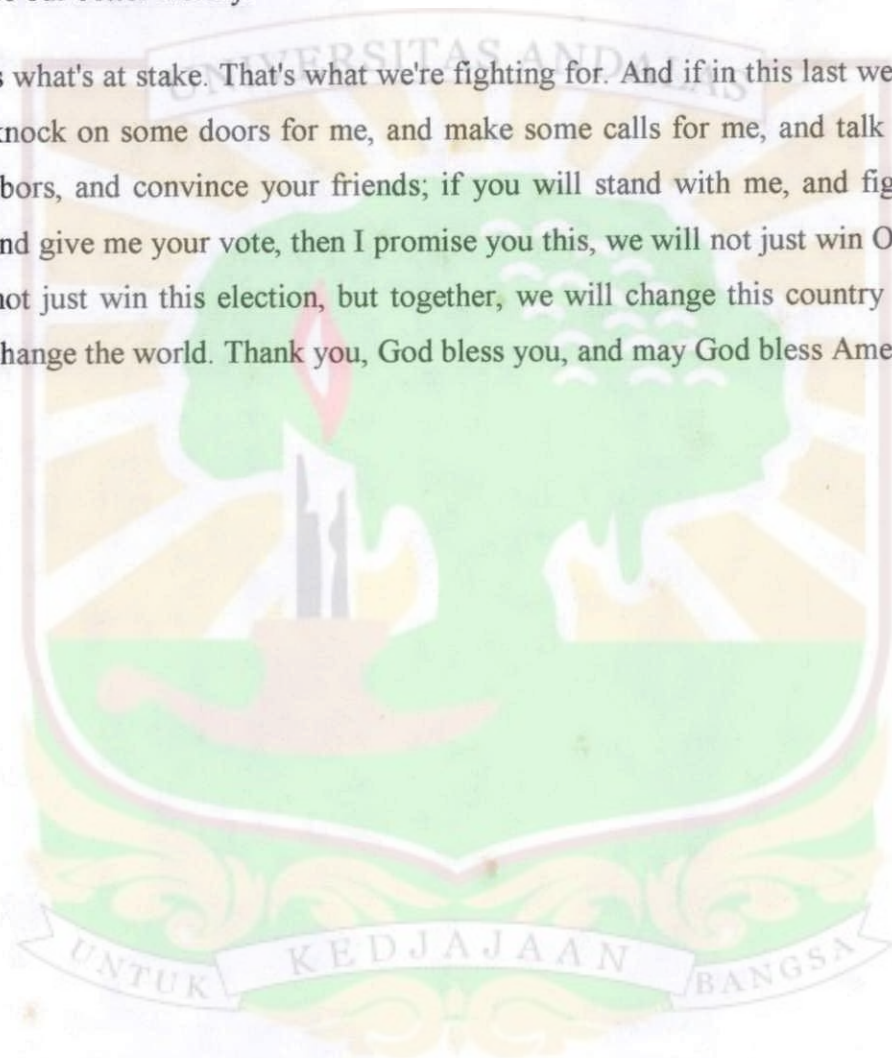 UNIVERSITAS ANDALAS
s what's at stake. That's what we're fighting for. And if in this last we
knock on some doors for me, and make some calls for me, and talk
bors, and convince your friends; if you will stand with me, and fig
nd give me your vote, then I promise you this, we will not just win O
not just win this election, but together, we will change this country
hange the world. Thank you, God bless you, and may God bless Ame
UNTUK KEDJAJAAN BANGSA